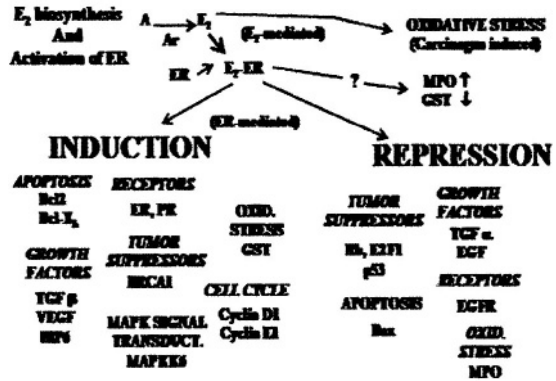 E2 biosynthesis
And
Activation of ER
A
Ar
E2
(E2-mediated)
OXIDATIVE STRESS
(Carcinogen induced)
ER
E2-ER
?
MPO ↑
GST ↓
(ER-mediated)
INDUCTION
REPRESSION
APOPTOSIS
Bcl2
Bcl-XL
GROWTH
FACTORS
TGF β
VEGF
RECEPTORS
ER, PR
TUMOR
SUPPRESSORS
BRCA1
MAPK SIGNAL
TRANSDUCT.
MAPKK6
OXID.
STRESS
GST
CELL CYCLE
Cyclin D1
Cyclin E1
TUMOR
SUPPRESSORS
Rb, E2F1
p53
APOPTOSIS
Bax
GROWTH
FACTORS
TGF α.
EGF
RECEPTORS
EGFR
OXID.
STRESS
MPO